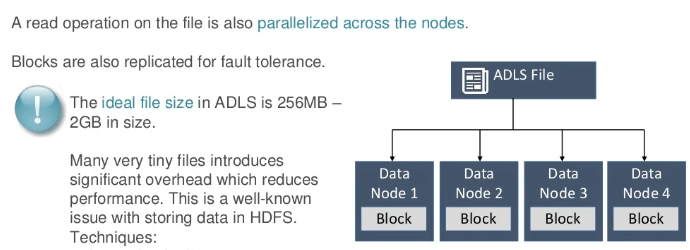 A read operation on the file is also parallelized across the nodes.
Blocks are also replicated for fault tolerance.
The ideal file size in ADLS is 256MB –
2GB in size.
Many very tiny files introduces
significant overhead which reduces
performance. This is a well-known
issue with storing data in HDFS.
Techniques:
ADLS File
Data
Node 1
Block
Data
Node 2
Block
Data
Node 3
Block
Data
Node 4
Block